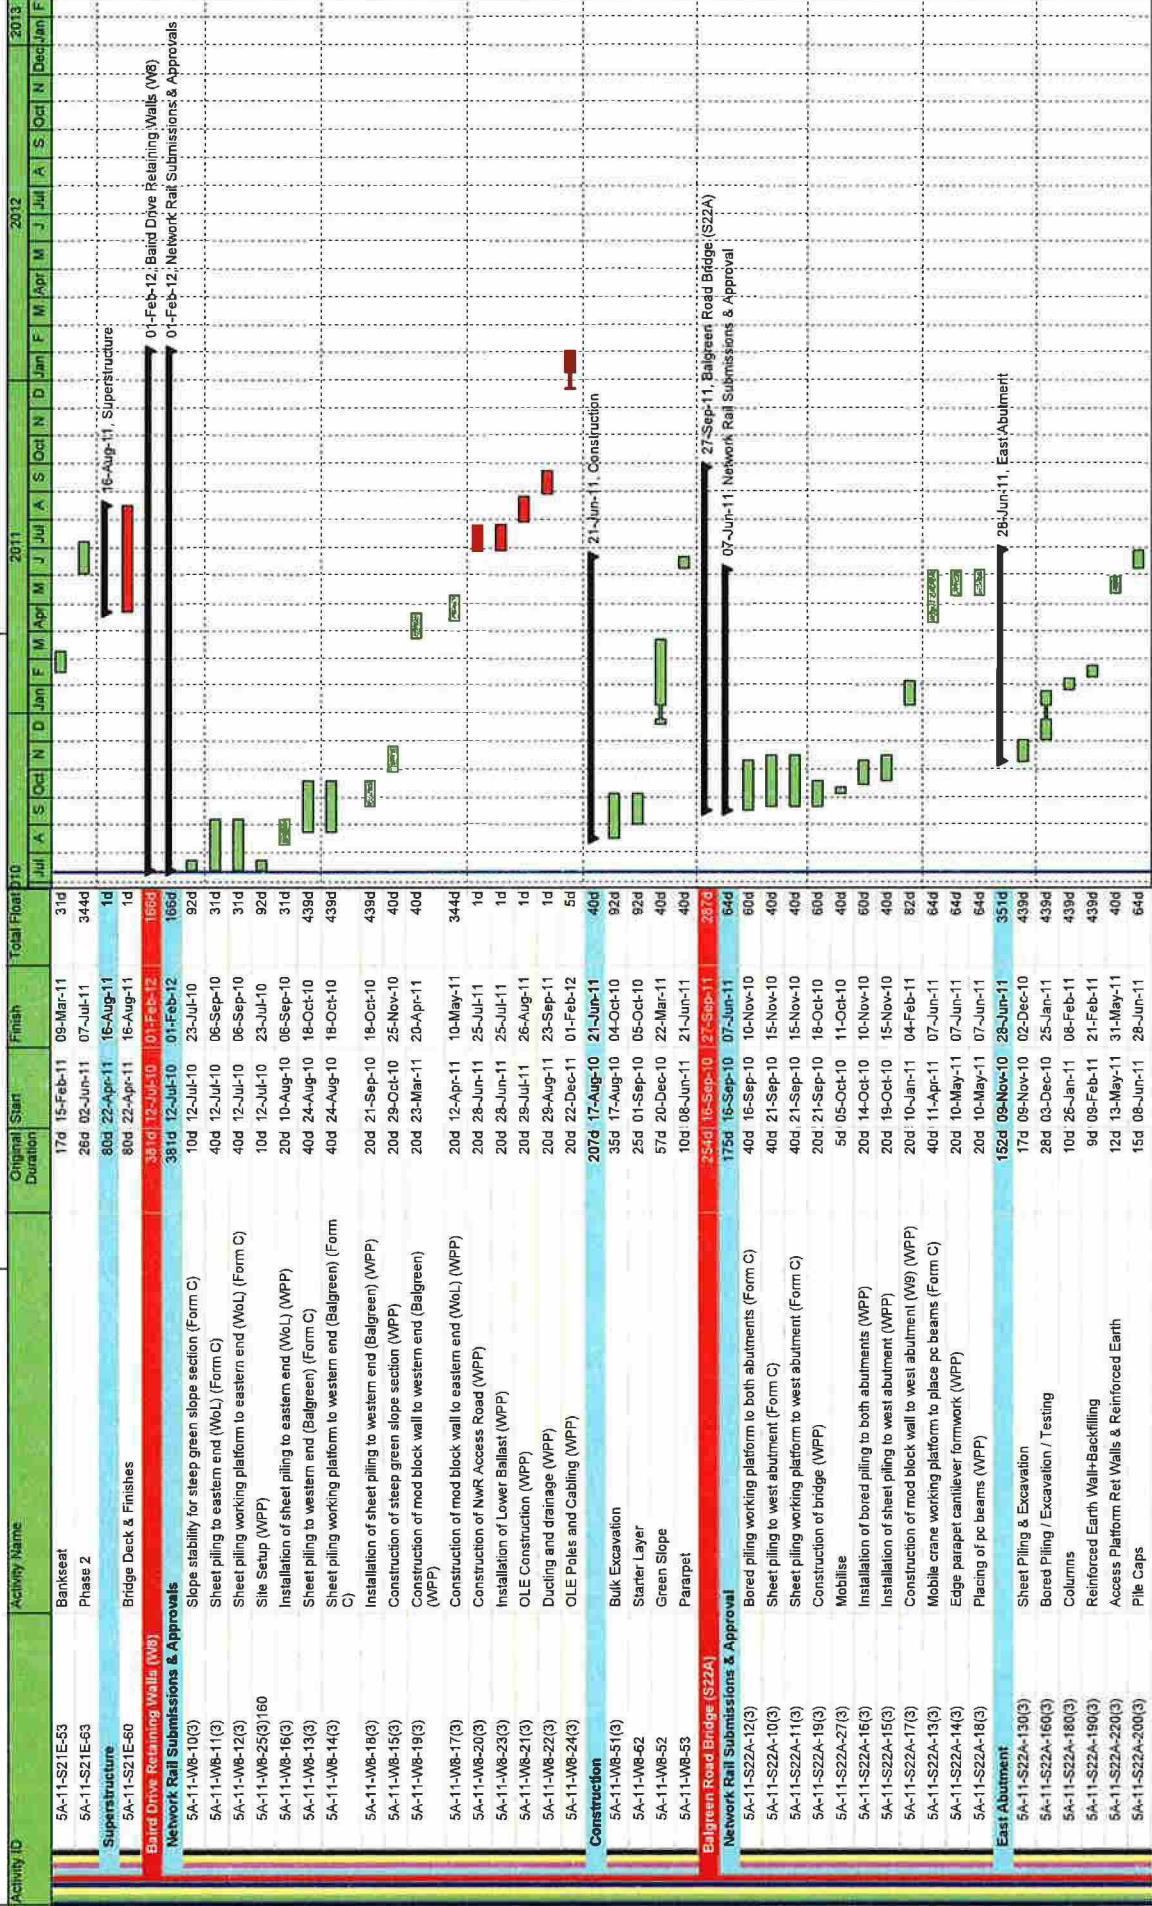 Activity ID Activity Name Original Duration Start Finish Total Float 010 2011 2012 2013
Jul A S Oct N D Jan F M Apr M J Jul A S Oct N D Jan F M Apr M J Jul A S Oct N Dec Jan F
5A-11-S21E-53 Bankseat 17d 15-Feb-11 09-Mar-11 31d
5A-11-S21E-63 Phase 2 26d 02-Jun-11 07-Jul-11 344d
Superstructure 80d 22-Apr-11 16-Aug-11 1d 16-Aug-11, Superstructure
5A-11-S21E-60 Bridge Deck & Finishes 80d 22-Apr-11 16-Aug-11 1d
Baird Drive Retaining Walls (W8) 381d 12-Jul-10 01-Feb-12 166d 01-Feb-12, Baird Drive Retaining Walls (W8)
Network Rail Submissions & Approvals 381d 12-Jul-10 01-Feb-12 166d 01-Feb-12, Network Rail Submissions & Approvals
5A-11-W8-10(3) Slope stability for steep green slope section (Form C) 10d 12-Jul-10 23-Jul-10 92d
5A-11-W8-11(3) Sheet piling to eastern end (WoL) (Form C) 40d 12-Jul-10 06-Sep-10 31d
5A-11-W8-12(3) Sheet piling working platform to eastern end (WoL) (Form C) 40d 12-Jul-10 06-Sep-10 31d
5A-11-W8-25(3)160 Site Setup (WPP) 10d 12-Jul-10 23-Jul-10 92d
5A-11-W8-16(3) Installation of sheet piling to eastern end (WoL) (WPP) 20d 10-Aug-10 06-Sep-10 31d
5A-11-W8-13(3) Sheet piling to western end (Balgreen) (Form C) 40d 24-Aug-10 18-Oct-10 439d
5A-11-W8-14(3) Sheet piling working platform to western end (Balgreen) (Form C) 40d 24-Aug-10 18-Oct-10 439d
5A-11-W8-18(3) Installation of sheet piling to western end (Balgreen) (WPP) 20d 21-Sep-10 18-Oct-10 439d
5A-11-W8-15(3) Construction of steep green slope section (WPP) 20d 29-Oct-10 25-Nov-10 40d
5A-11-W8-19(3) Construction of mod block wall to western end (Balgreen) (WPP) 20d 23-Mar-11 20-Apr-11 40d
5A-11-W8-17(3) Construction of mod block wall to eastern end (WoL) (WPP) 20d 12-Apr-11 10-May-11 344d
5A-11-W8-20(3) Construction of NwR Access Road (WPP) 20d 28-Jun-11 25-Jul-11 1d
5A-11-W8-23(3) Installation of Lower Ballast (WPP) 20d 28-Jun-11 25-Jul-11 1d
5A-11-W8-21(3) OLE Construction (WPP) 20d 29-Jul-11 26-Aug-11 1d
5A-11-W8-22(3) Ducting and drainage (WPP) 20d 29-Aug-11 23-Sep-11 1d
5A-11-W8-24(3) OLE Poles and Cabling (WPP) 20d 22-Dec-11 01-Feb-12 5d
Construction 207d 17-Aug-10 21-Jun-11 40d 21-Jun-11, Construction
5A-11-W8-51(3) Bulk Excavation 35d 17-Aug-10 04-Oct-10 92d
5A-11-W8-62 Starter Layer 25d 01-Sep-10 05-Oct-10 92d
5A-11-W8-52 Green Slope 57d 20-Dec-10 22-Mar-11 40d
5A-11-W8-53 Pararpet 10d 08-Jun-11 21-Jun-11 40d
Balgreen Road Bridge (S22A) 254d 16-Sep-10 27-Sep-11 287d 27-Sep-11, Balgreen Road Bridge (S22A)
Network Rail Submissions & Approval 175d 16-Sep-10 07-Jun-11 64d 07-Jun-11, Network Rail Submissions & Approval
5A-11-S22A-12(3) Bored piling working platform to both abutments (Form C) 40d 16-Sep-10 10-Nov-10 60d
5A-11-S22A-10(3) Sheet piling to west abutment (Form C) 40d 21-Sep-10 15-Nov-10 40d
5A-11-S22A-11(3) Sheet piling working platform to west abutment (Form C) 40d 21-Sep-10 15-Nov-10 40d
5A-11-S22A-19(3) Construction of bridge (WPP) 20d 21-Sep-10 18-Oct-10 60d
5A-11-S22A-27(3) Mobilise 5d 05-Oct-10 11-Oct-10 40d
5A-11-S22A-16(3) Installation of bored piling to both abutments (WPP) 20d 14-Oct-10 10-Nov-10 60d
5A-11-S22A-15(3) Installation of sheet piling to west abutment (WPP) 20d 19-Oct-10 15-Nov-10 40d
5A-11-S22A-17(3) Construction of mod block wall to west abutment (W9) (WPP) 20d 10-Jan-11 04-Feb-11 82d
5A-11-S22A-13(3) Mobile crane working platform to place pc beams (Form C) 40d 11-Apr-11 07-Jun-11 64d
5A-11-S22A-14(3) Edge parapet cantilever formwork (WPP) 20d 10-May-11 07-Jun-11 64d
5A-11-S22A-18(3) Placing of pc beams (WPP) 20d 10-May-11 07-Jun-11 64d
East Abutment 152d 09-Nov-10 28-Jun-11 351d 28-Jun-11, East Abutment
5A-11-S22A-130(3) Sheet Piling & Excavation 17d 09-Nov-10 02-Dec-10 439d
5A-11-S22A-160(3) Bored Piling / Excavation / Testing 28d 03-Dec-10 25-Jan-11 439d
5A-11-S22A-180(3) Columns 10d 26-Jan-11 08-Feb-11 439d
5A-11-S22A-190(3) Reinforced Earth Wall+Backfilling 9d 09-Feb-11 21-Feb-11 439d
5A-11-S22A-220(3) Access Platform Ret Walls & Reinforced Earth 12d 13-May-11 31-May-11 40d
5A-11-S22A-200(3) Pile Caps 15d 08-Jun-11 28-Jun-11 64d